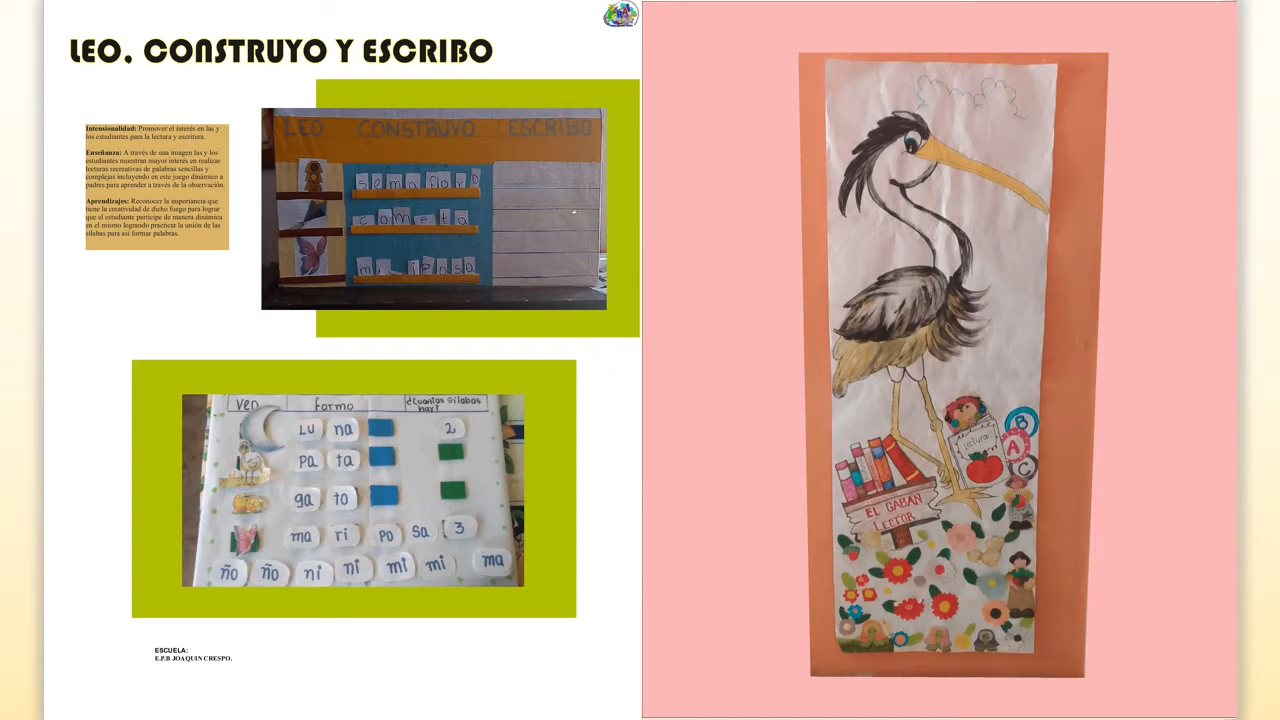 LEO, CONSTRUYO Y ESCRIBO
Intensionalidad: Promover el interés en las y
los estudiantes para la lectura y escritura.
Enseñanza: A través de una imagen las y los
estudiantes muestran mayor interés en realizar
lecturas recreativas de palabras sencillas y
complejas incluyendo en este juego dinámico a
padres para aprender a través de la observación.
Aprendizajes: Reconocer la importancia que
tiene la creatividad de dicho fuego para lograr
que el estudiante participe de manera dinámica
en el mismo logrando practicar la unión de las
sílabas para así formar palabras.
LEO CONSTRUYO ESCRIBO
semaforo
cometa
Ven formo ¿Cuantas sílabas
hay?
Lu na 2
pa ta
ga to
ma ri po sa 3
ño ño ni ni mi mi ma
ESCUELA:
E.P.B JOAQUIN CRESPO.
Lectura
B
A
C
EL GABAN
LECTOR